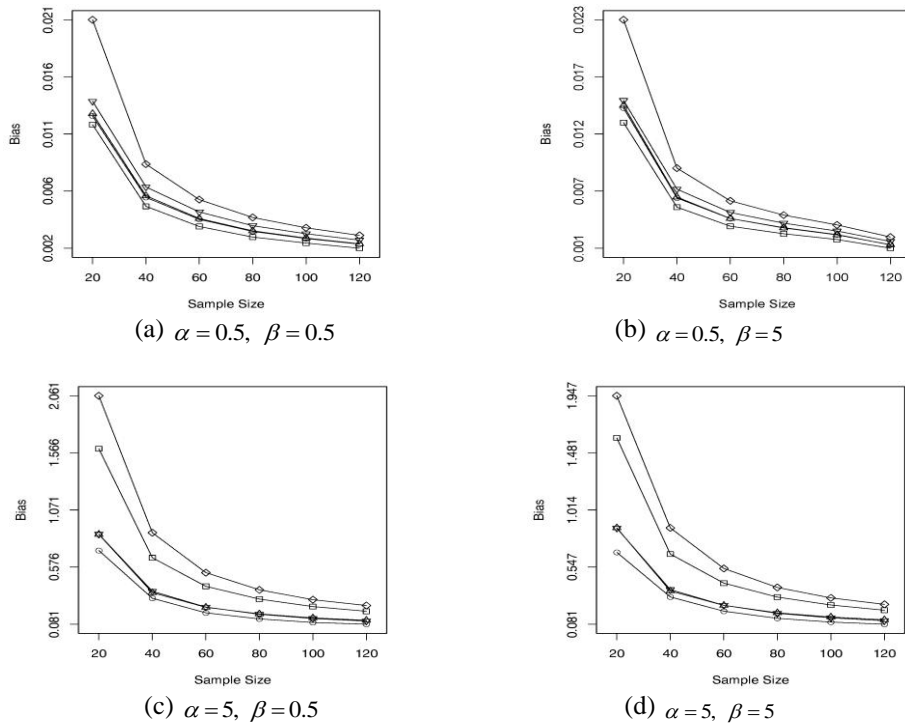 0.021
0.016
0.011
0.006
0.002
Bias
20 40 60 80 100 120
Sample Size
(a) α = 0.5, β = 0.5
0.023
0.017
0.012
0.007
0.001
Bias
20 40 60 80 100 120
Sample Size
(b) α = 0.5, β = 5
2.061
1.566
1.071
0.576
0.081
Bias
20 40 60 80 100 120
Sample Size
(c) α = 5, β = 0.5
1.947
1.481
1.014
0.547
0.081
Bias
20 40 60 80 100 120
Sample Size
(d) α = 5, β = 5